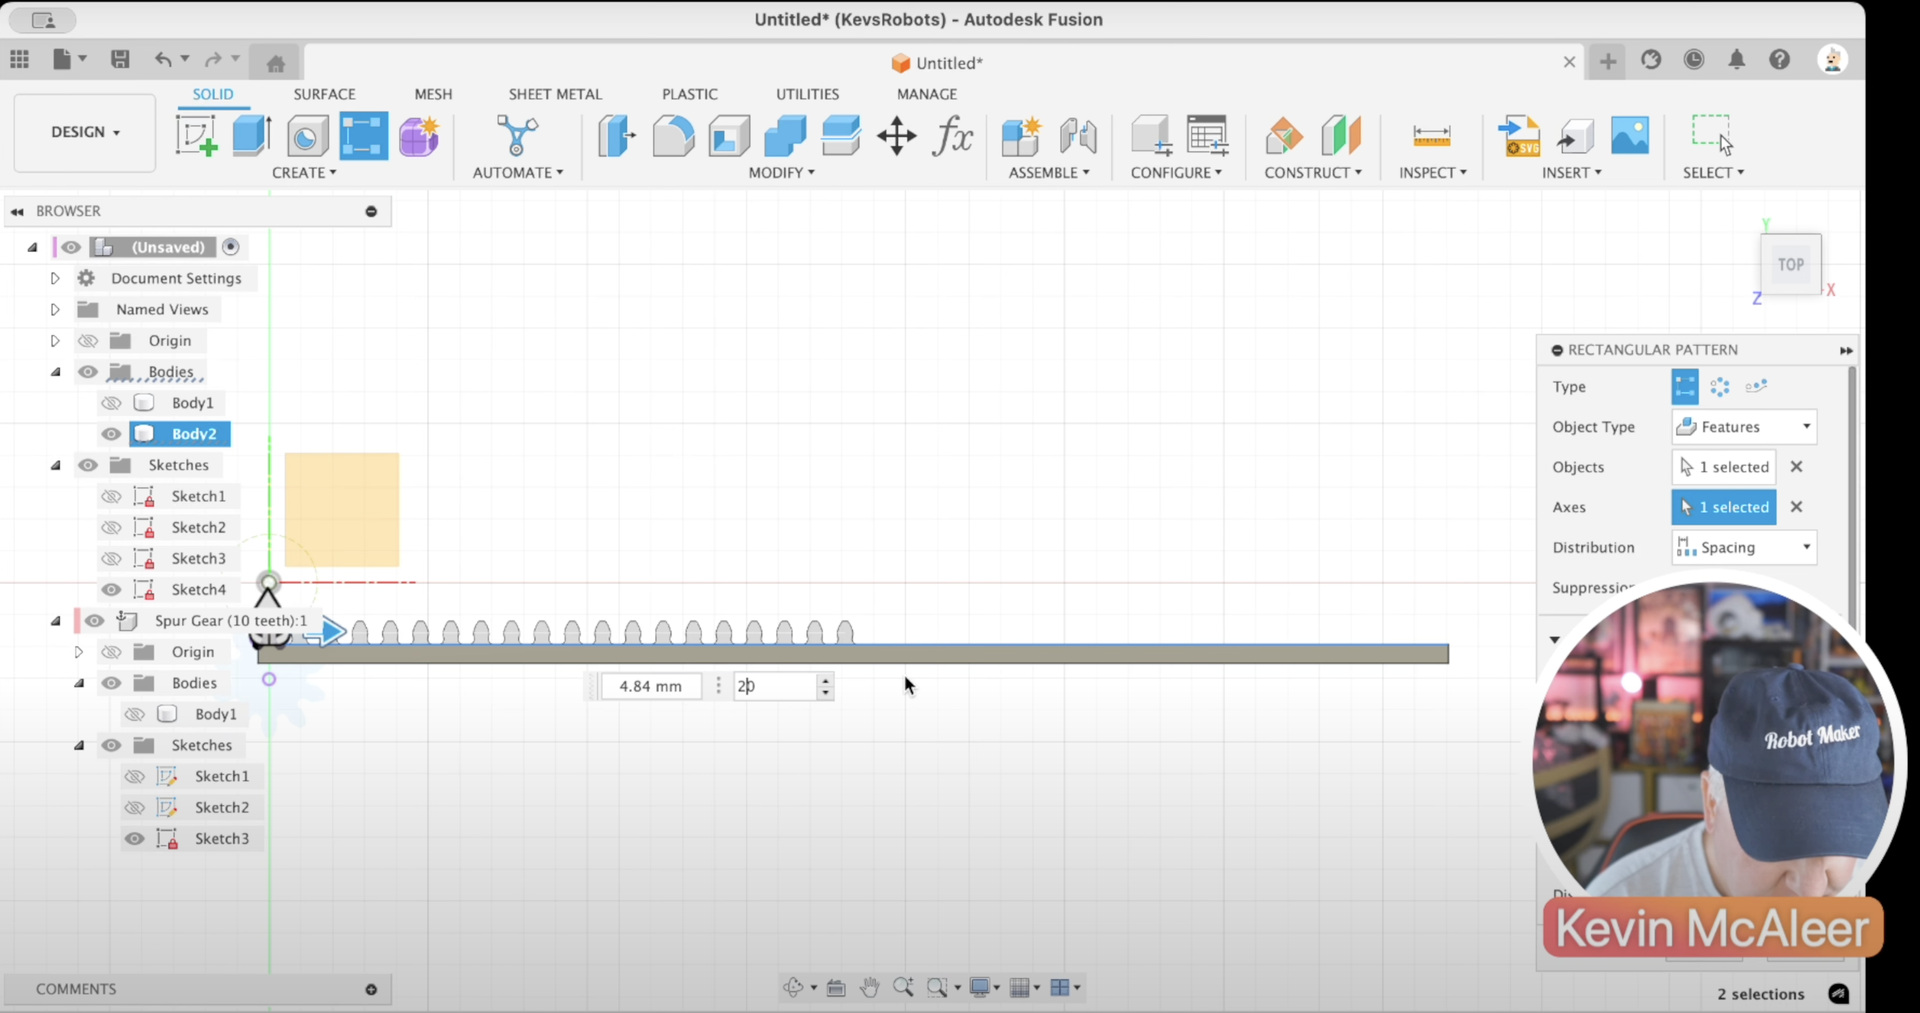 Untitled* (KevsRobots) - Autodesk Fusion
Untitled*
SOLID SURFACE MESH SHEET METAL PLASTIC UTILITIES MANAGE
DESIGN
fx
SVG
CREATE AUTOMATE MODIFY ASSEMBLE CONFIGURE CONSTRUCT INSPECT INSERT SELECT
BROWSER
(Unsaved)
Document Settings
Named Views
Origin
Bodies
Body1
Body2
Sketches
Sketch1
Sketch2
Sketch3
Sketch4
Spur Gear (10 teeth):1
Origin
Bodies
Body1
Sketches
Sketch1
Sketch2
Sketch3
4.84 mm
20
Y
TOP
Z
X
RECTANGULAR PATTERN
Type
Object Type Features
Objects 1 selected
Axes 1 selected
Distribution Spacing
Suppression
Robot Maker
Kevin McAleer
COMMENTS
2 selections